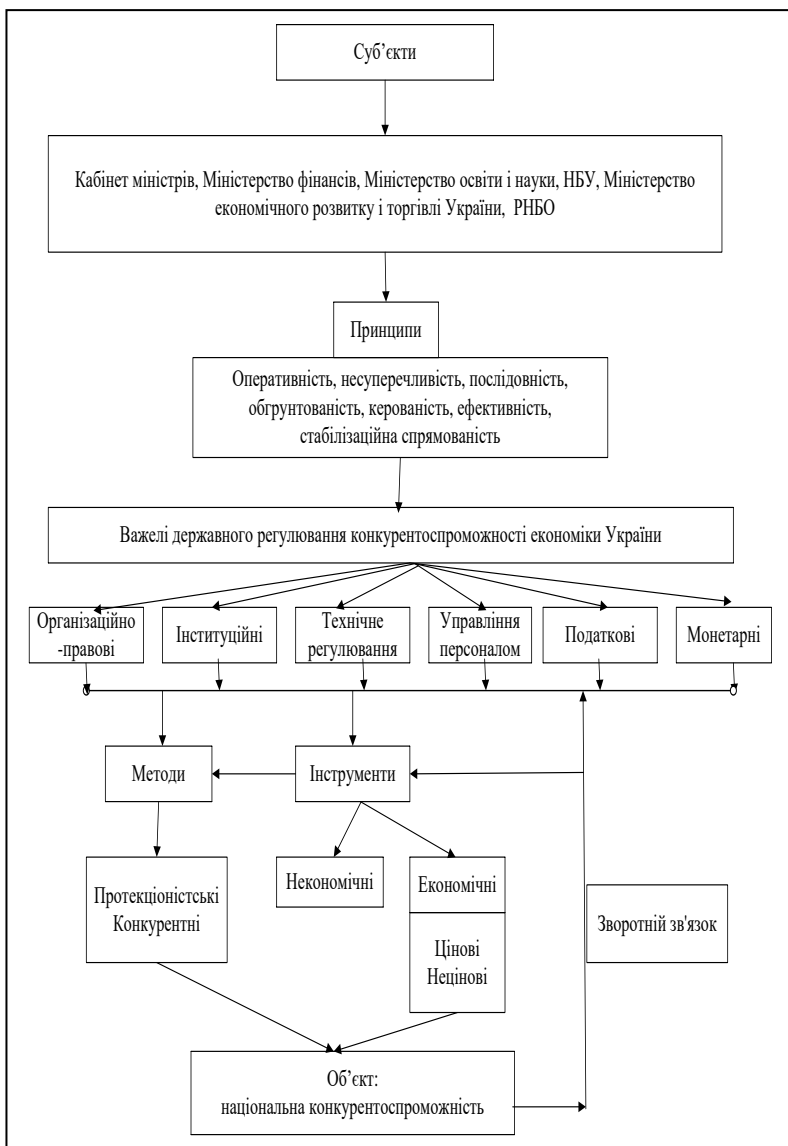 Суб’єкти
Кабінет міністрів, Міністерство фінансів, Міністерство освіти і науки, НБУ, Міністерство
економічного розвитку і торгівлі України, РНБО
Принципи
Оперативність, несуперечливість, послідовність,
обгрунтованість, керованість, ефективність,
стабілізаційна спрямованість
Важелі державного регулювання конкурентоспроможності економіки України
Організаційно
-правові
Інституційні
Технічне
регулювання
Управління
персоналом
Податкові
Монетарні
Методи
Інструменти
Протекціоністські
Конкурентні
Некономічні
Економічні
Цінові
Нецінові
Зворотній зв'язок
Об’єкт:
національна конкурентоспроможність